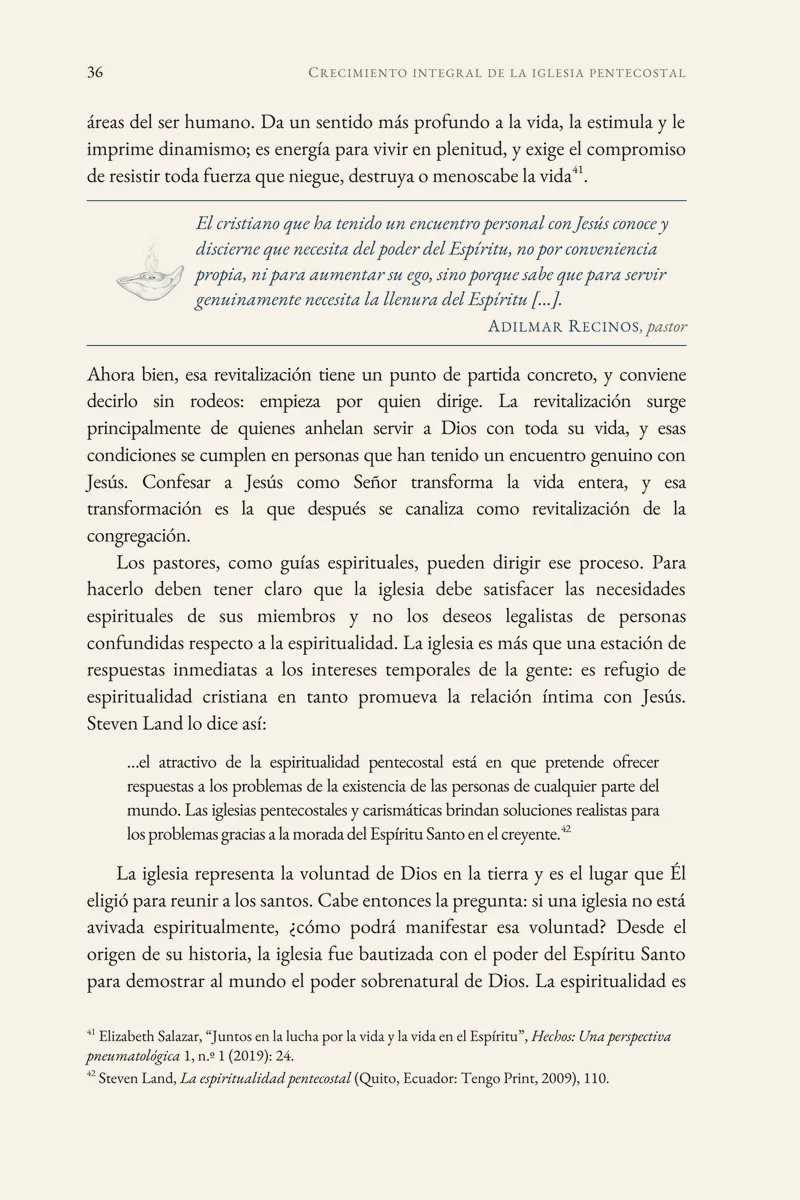 36
CRECIMIENTO INTEGRAL DE LA IGLESIA PENTECOSTAL
áreas del ser humano. Da un sentido más profundo a la vida, la estimula y le
imprime dinamismo; es energía para vivir en plenitud, y exige el compromiso
de resistir toda fuerza que niegue, destruya o menoscabe la vida⁴¹.
El cristiano que ha tenido un encuentro personal con Jesús conoce y
discierne que necesita del poder del Espíritu, no por conveniencia
propia, ni para aumentar su ego, sino porque sabe que para servir
genuinamente necesita la llenura del Espíritu [...].
ADILMAR RECINOS, pastor
Ahora bien, esa revitalización tiene un punto de partida concreto, y conviene
decirlo sin rodeos: empieza por quien dirige. La revitalización surge
principalmente de quienes anhelan servir a Dios con toda su vida, y esas
condiciones se cumplen en personas que han tenido un encuentro genuino con
Jesús. Confesar a Jesús como Señor transforma la vida entera, y esa
transformación es la que después se canaliza como revitalización de la
congregación.
Los pastores, como guías espirituales, pueden dirigir ese proceso. Para
hacerlo deben tener claro que la iglesia debe satisfacer las necesidades
espirituales de sus miembros y no los deseos legalistas de personas
confundidas respecto a la espiritualidad. La iglesia es más que una estación de
respuestas inmediatas a los intereses temporales de la gente: es refugio de
espiritualidad cristiana en tanto promueva la relación íntima con Jesús.
Steven Land lo dice así:
...el atractivo de la espiritualidad pentecostal está en que pretende ofrecer
respuestas a los problemas de la existencia de las personas de cualquier parte del
mundo. Las iglesias pentecostales y carismáticas brindan soluciones realistas para
los problemas gracias a la morada del Espíritu Santo en el creyente.⁴²
La iglesia representa la voluntad de Dios en la tierra y es el lugar que Él
eligió para reunir a los santos. Cabe entonces la pregunta: si una iglesia no está
avivada espiritualmente, ¿cómo podrá manifestar esa voluntad? Desde el
origen de su historia, la iglesia fue bautizada con el poder del Espíritu Santo
para demostrar al mundo el poder sobrenatural de Dios. La espiritualidad es
⁴¹ Elizabeth Salazar, “Juntos en la lucha por la vida y la vida en el Espíritu”, Hechos: Una perspectiva
pneumatológica 1, n.º 1 (2019): 24.
⁴² Steven Land, La espiritualidad pentecostal (Quito, Ecuador: Tengo Print, 2009), 110.